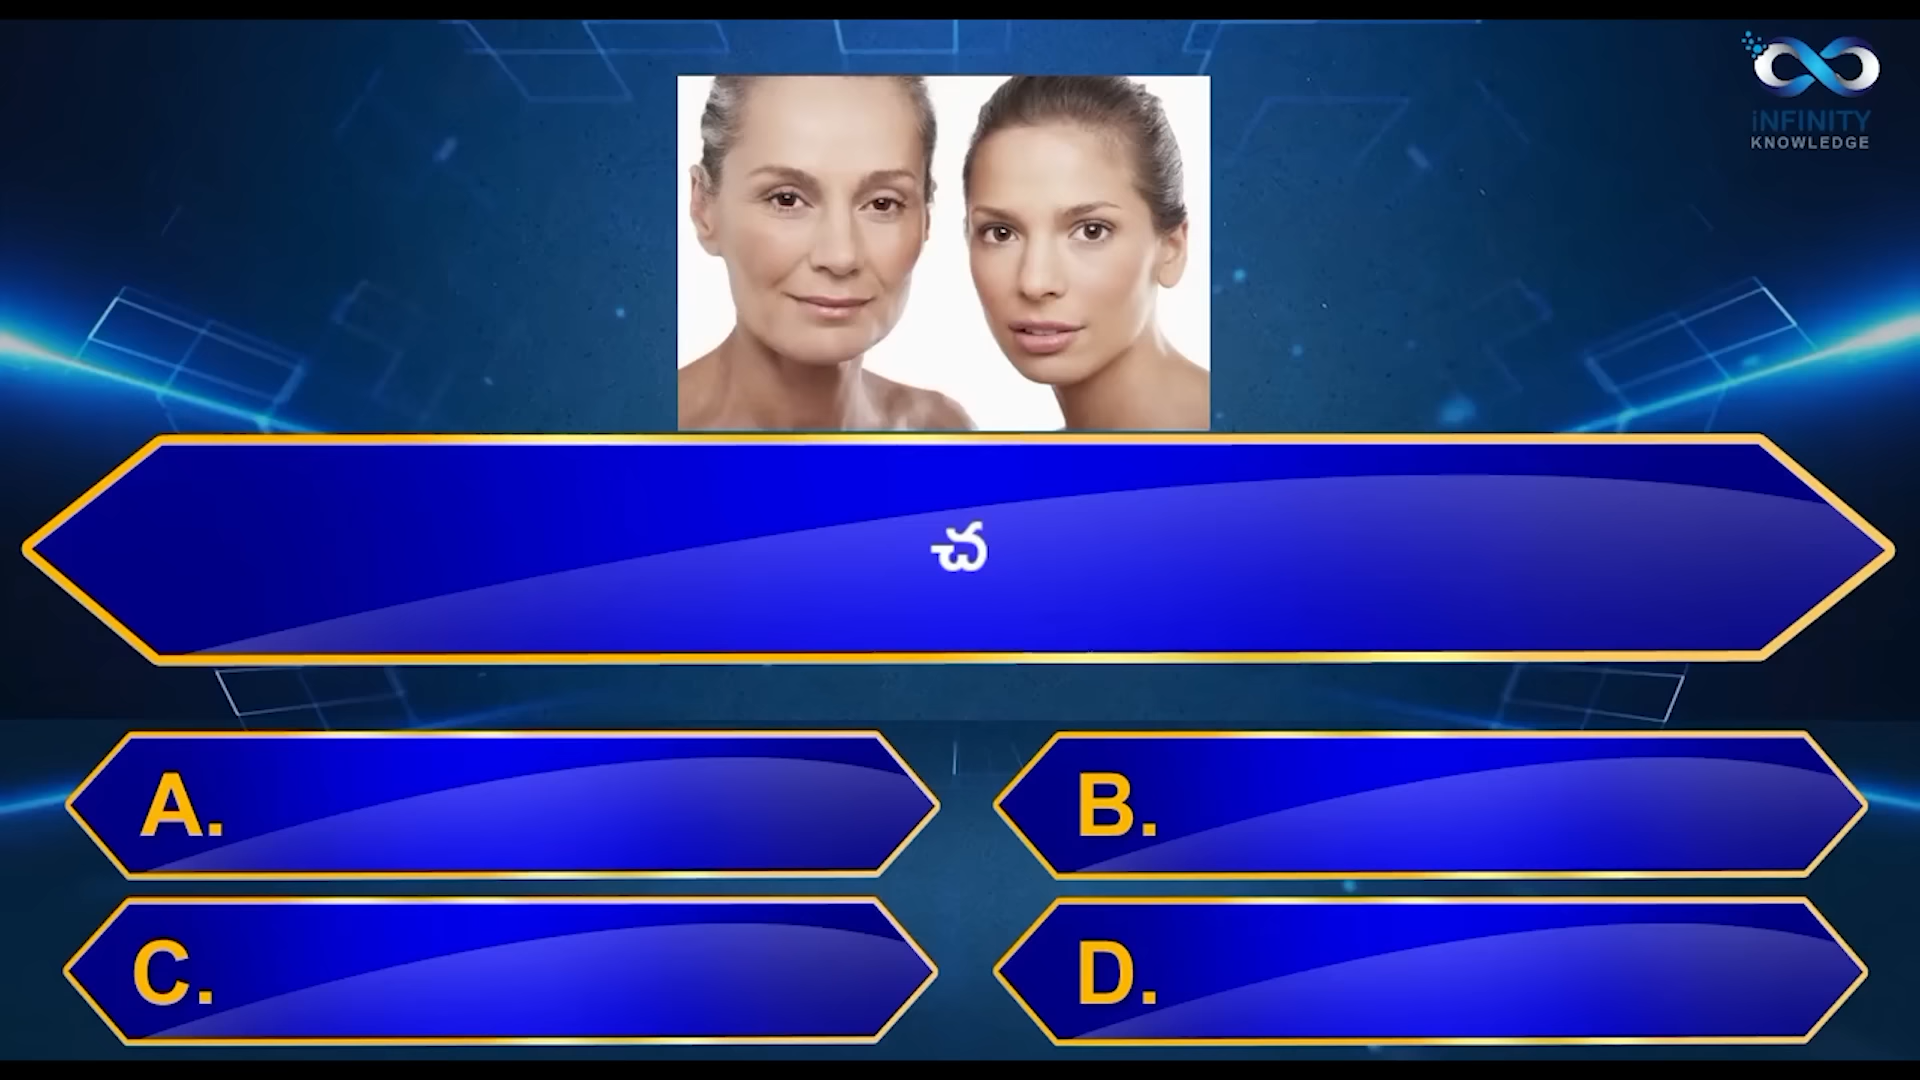 iNFINITY
KNOWLEDGE
చ
A.
B.
C.
D.